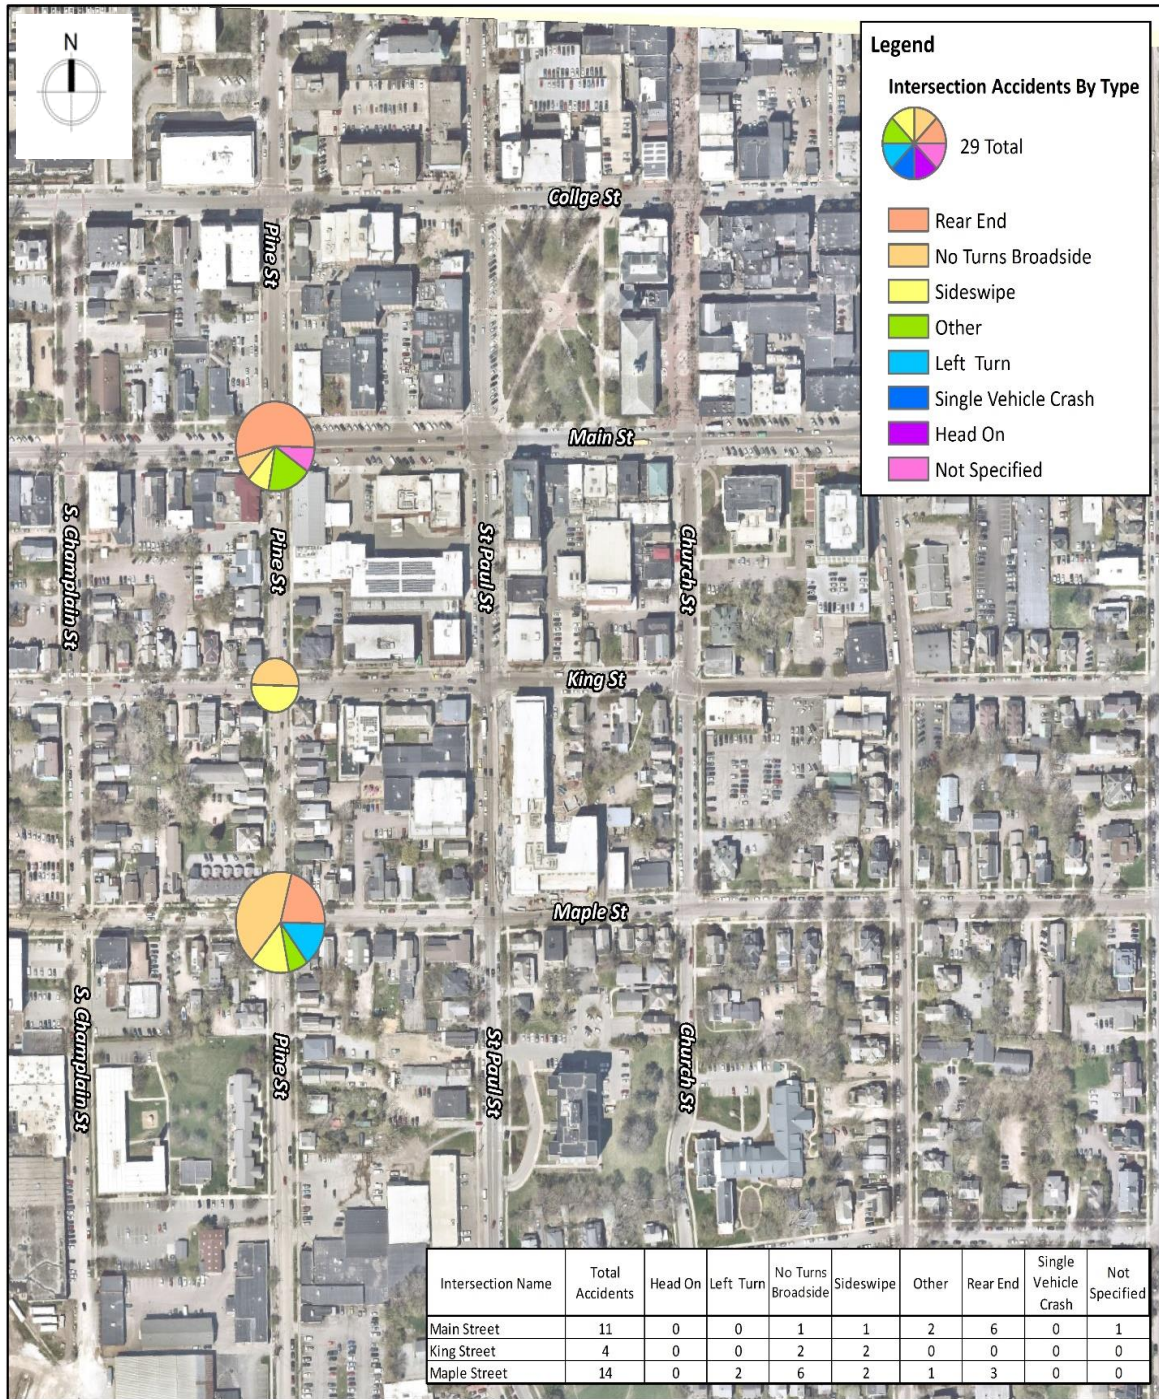 N
Legend
Intersection Accidents By Type
29 Total
Rear End
No Turns Broadside
Sideswipe
Other
Left Turn
Single Vehicle Crash
Head On
Not Specified
Collge St
Pine St
Main St
S. Champlain St
Pine St
St Paul St
Church St
King St
Maple St
S. Champlain St
Pine St
St Paul St
Church St
Intersection Name Total Accidents Head On Left Turn No Turns Broadside Sideswipe Other Rear End Single Vehicle Crash Not Specified
Main Street 11 0 0 1 1 2 6 0 1
King Street 4 0 0 2 2 0 0 0 0
Maple Street 14 0 2 6 2 1 3 0 0